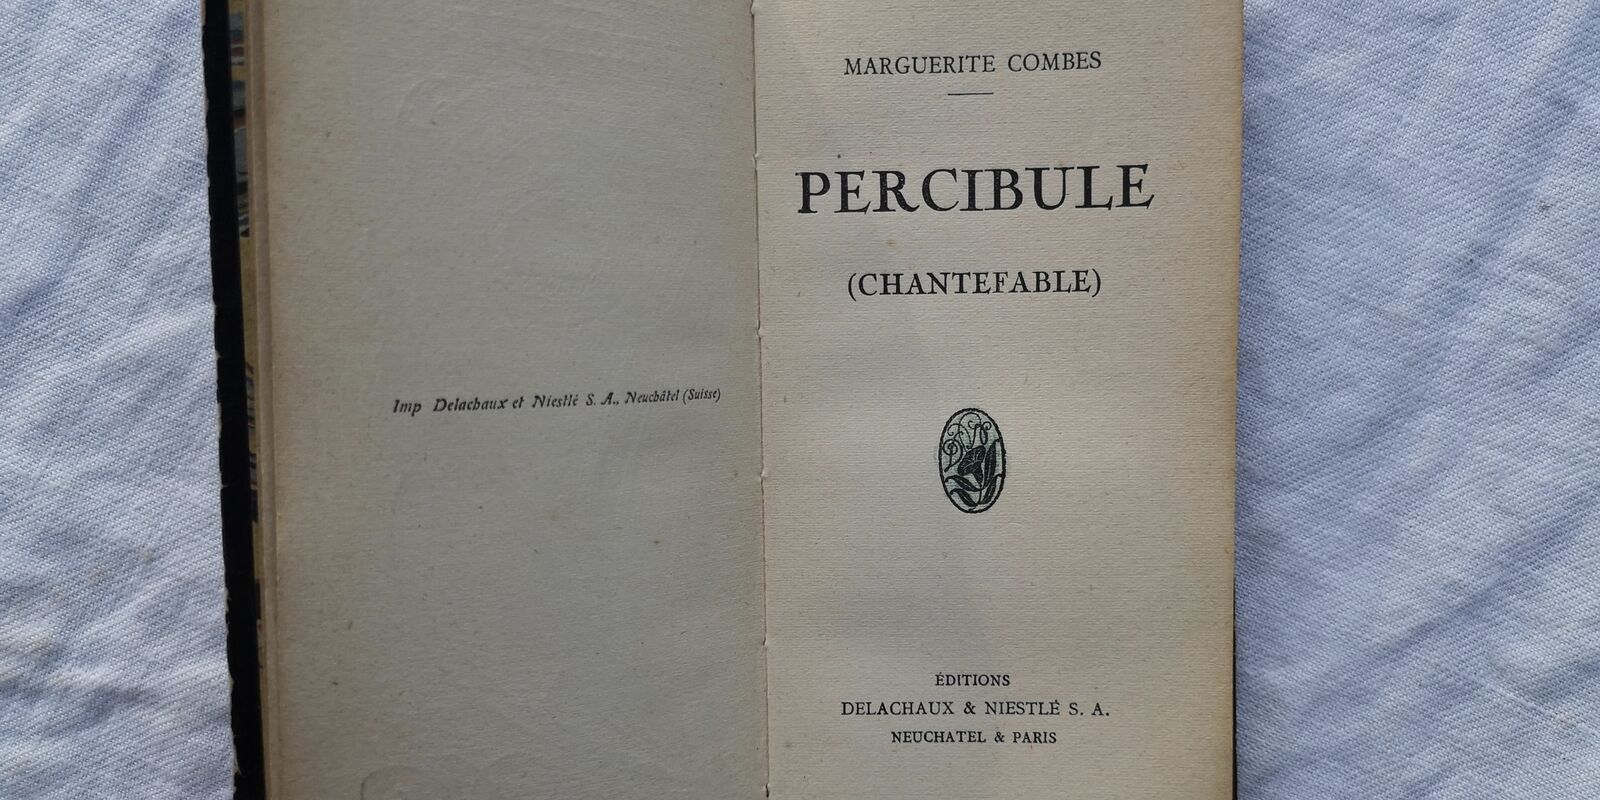 Imp Delachaux et Niestlé S. A., Neuchâtel (Suisse)
MARGUERITE COMBES
PERCIBULE
(CHANTEFABLE)
ÉDITIONS
DELACHAUX & NIESTLÉ S. A.
NEUCHATEL & PARIS